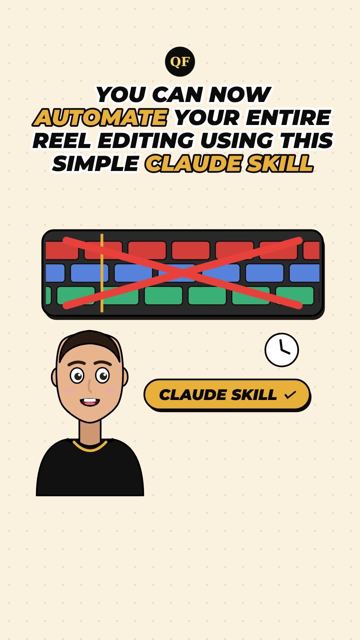 QF
YOU CAN NOW
AUTOMATE YOUR ENTIRE
REEL EDITING USING THIS
SIMPLE CLAUDE SKILL
CLAUDE SKILL ✓